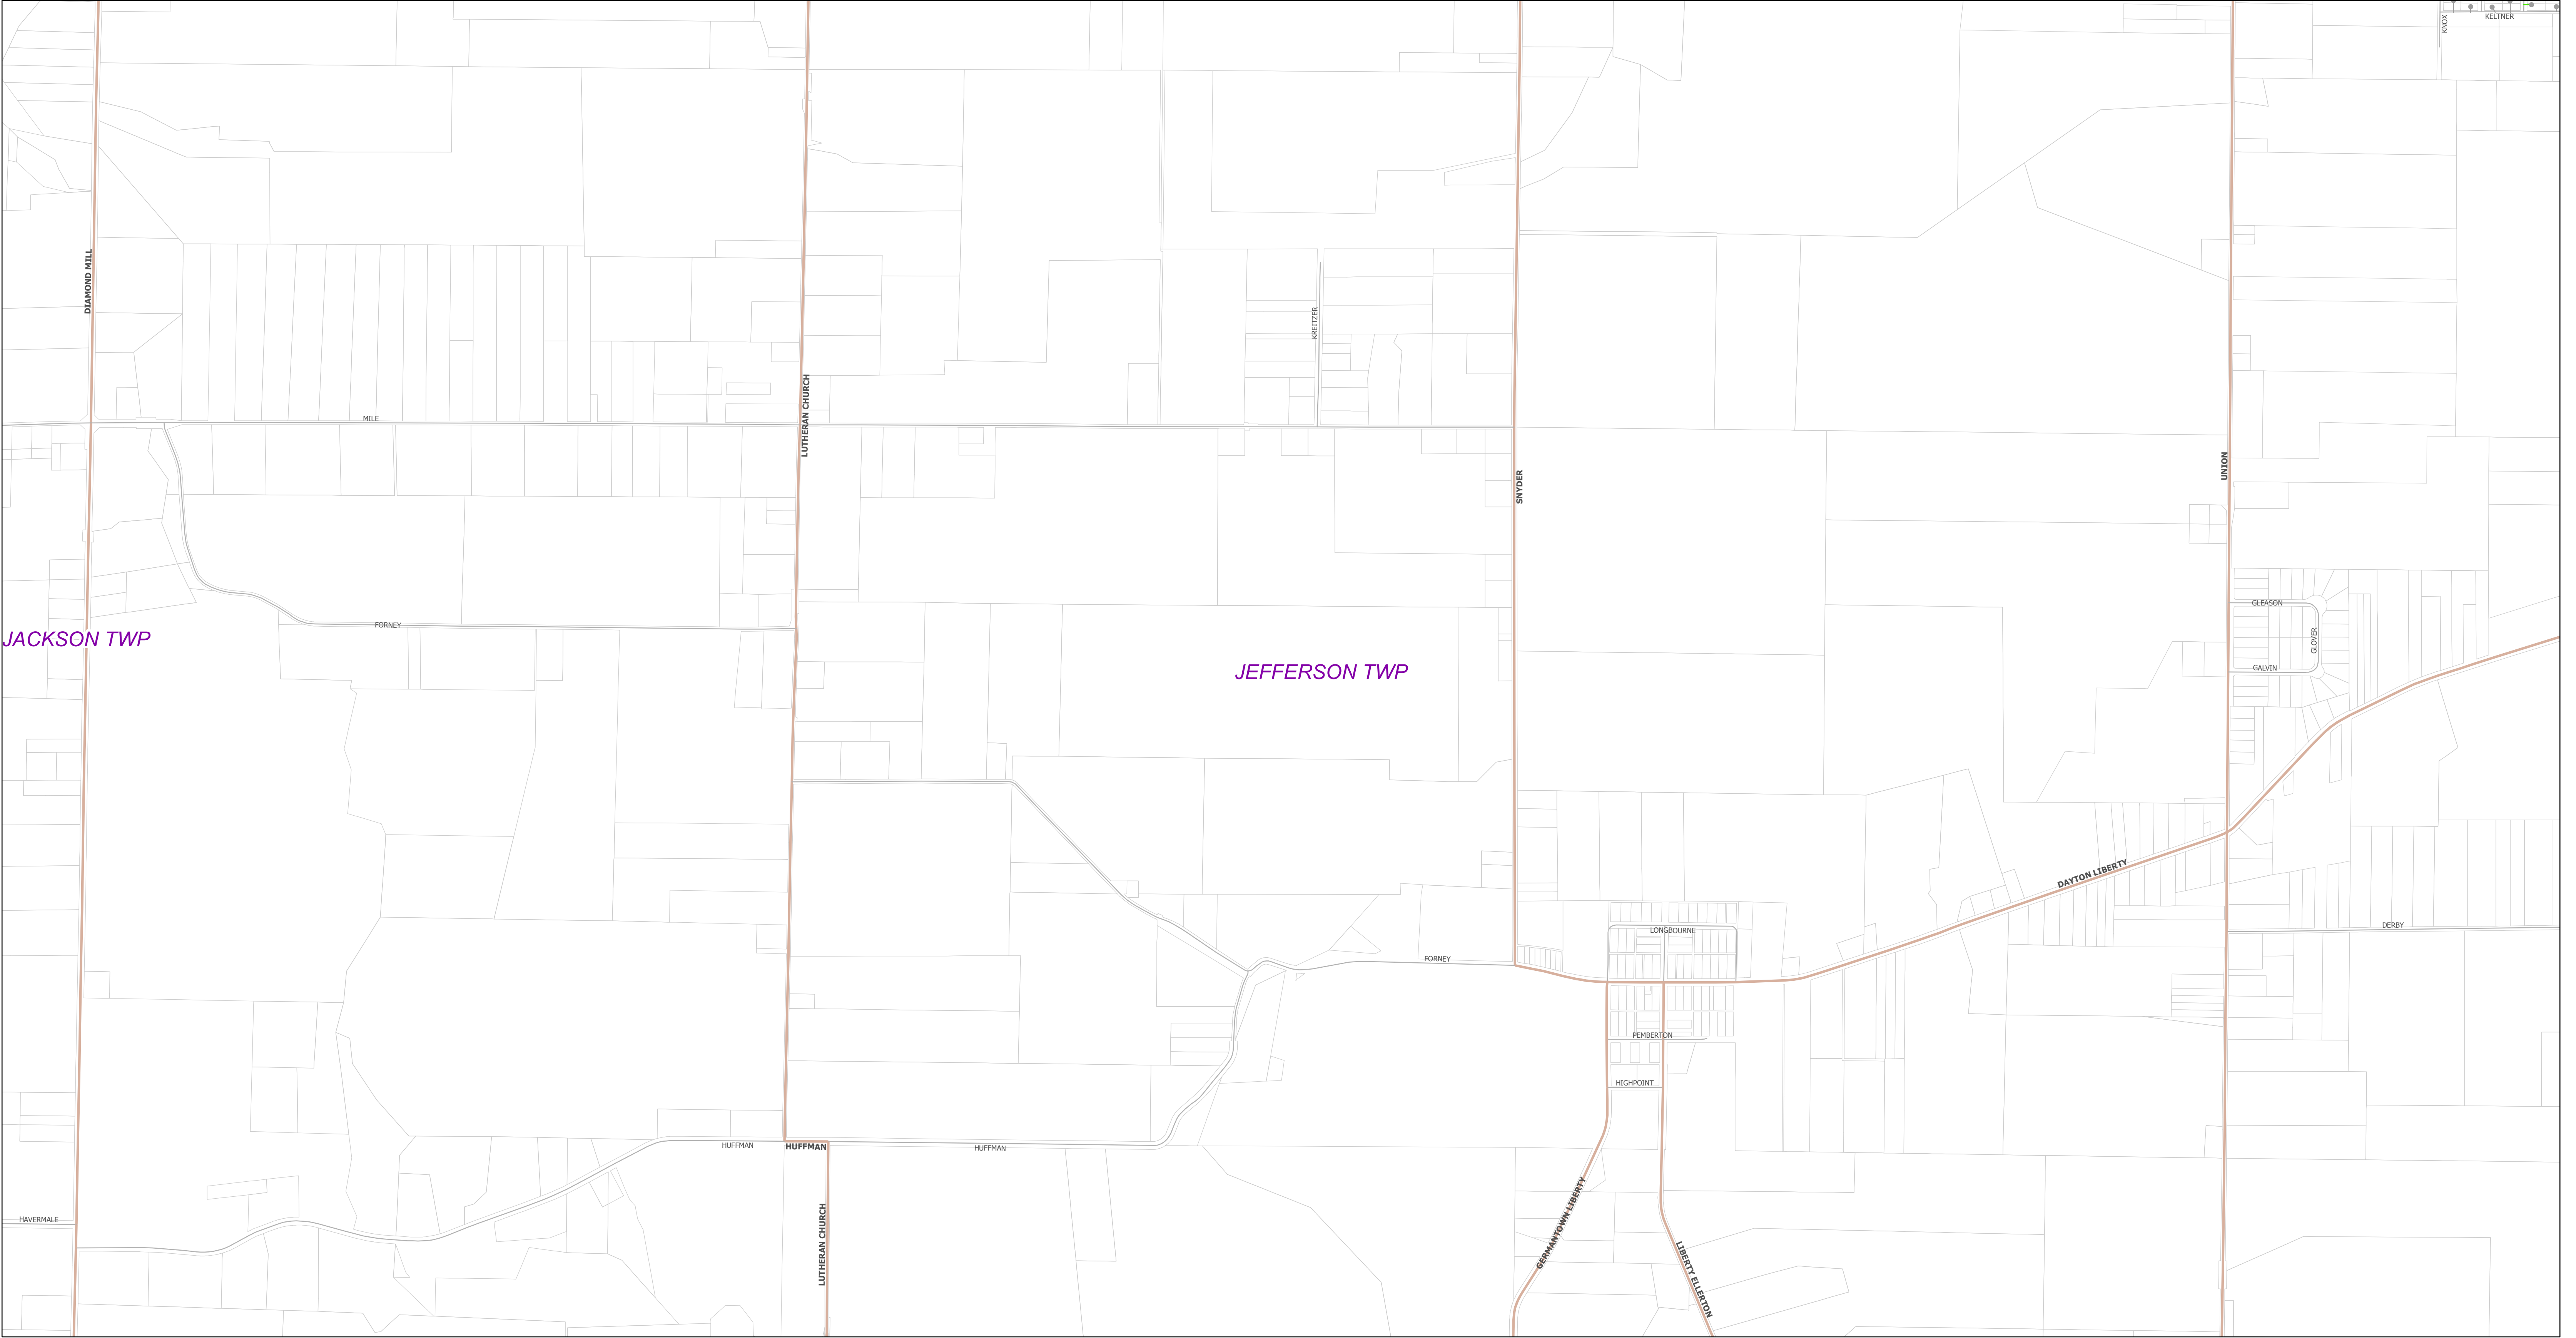 KELTNER
KNOX
DIAMOND MILL
KREITZER
MILE
LUTHERAN CHURCH
UNION
SNYDER
GLEASON
FORNEY
GLOVER
JACKSON TWP
JEFFERSON TWP
GALVIN
DAYTON LIBERTY
DERBY
LONGBOURNE
FORNEY
PEMBERTON
HIGHPOINT
HUFFMAN
HUFFMAN
HUFFMAN
HAVERMALE
LUTHERAN CHURCH
GERMANTOWN LIBERTY
LIBERTY ELLERTON